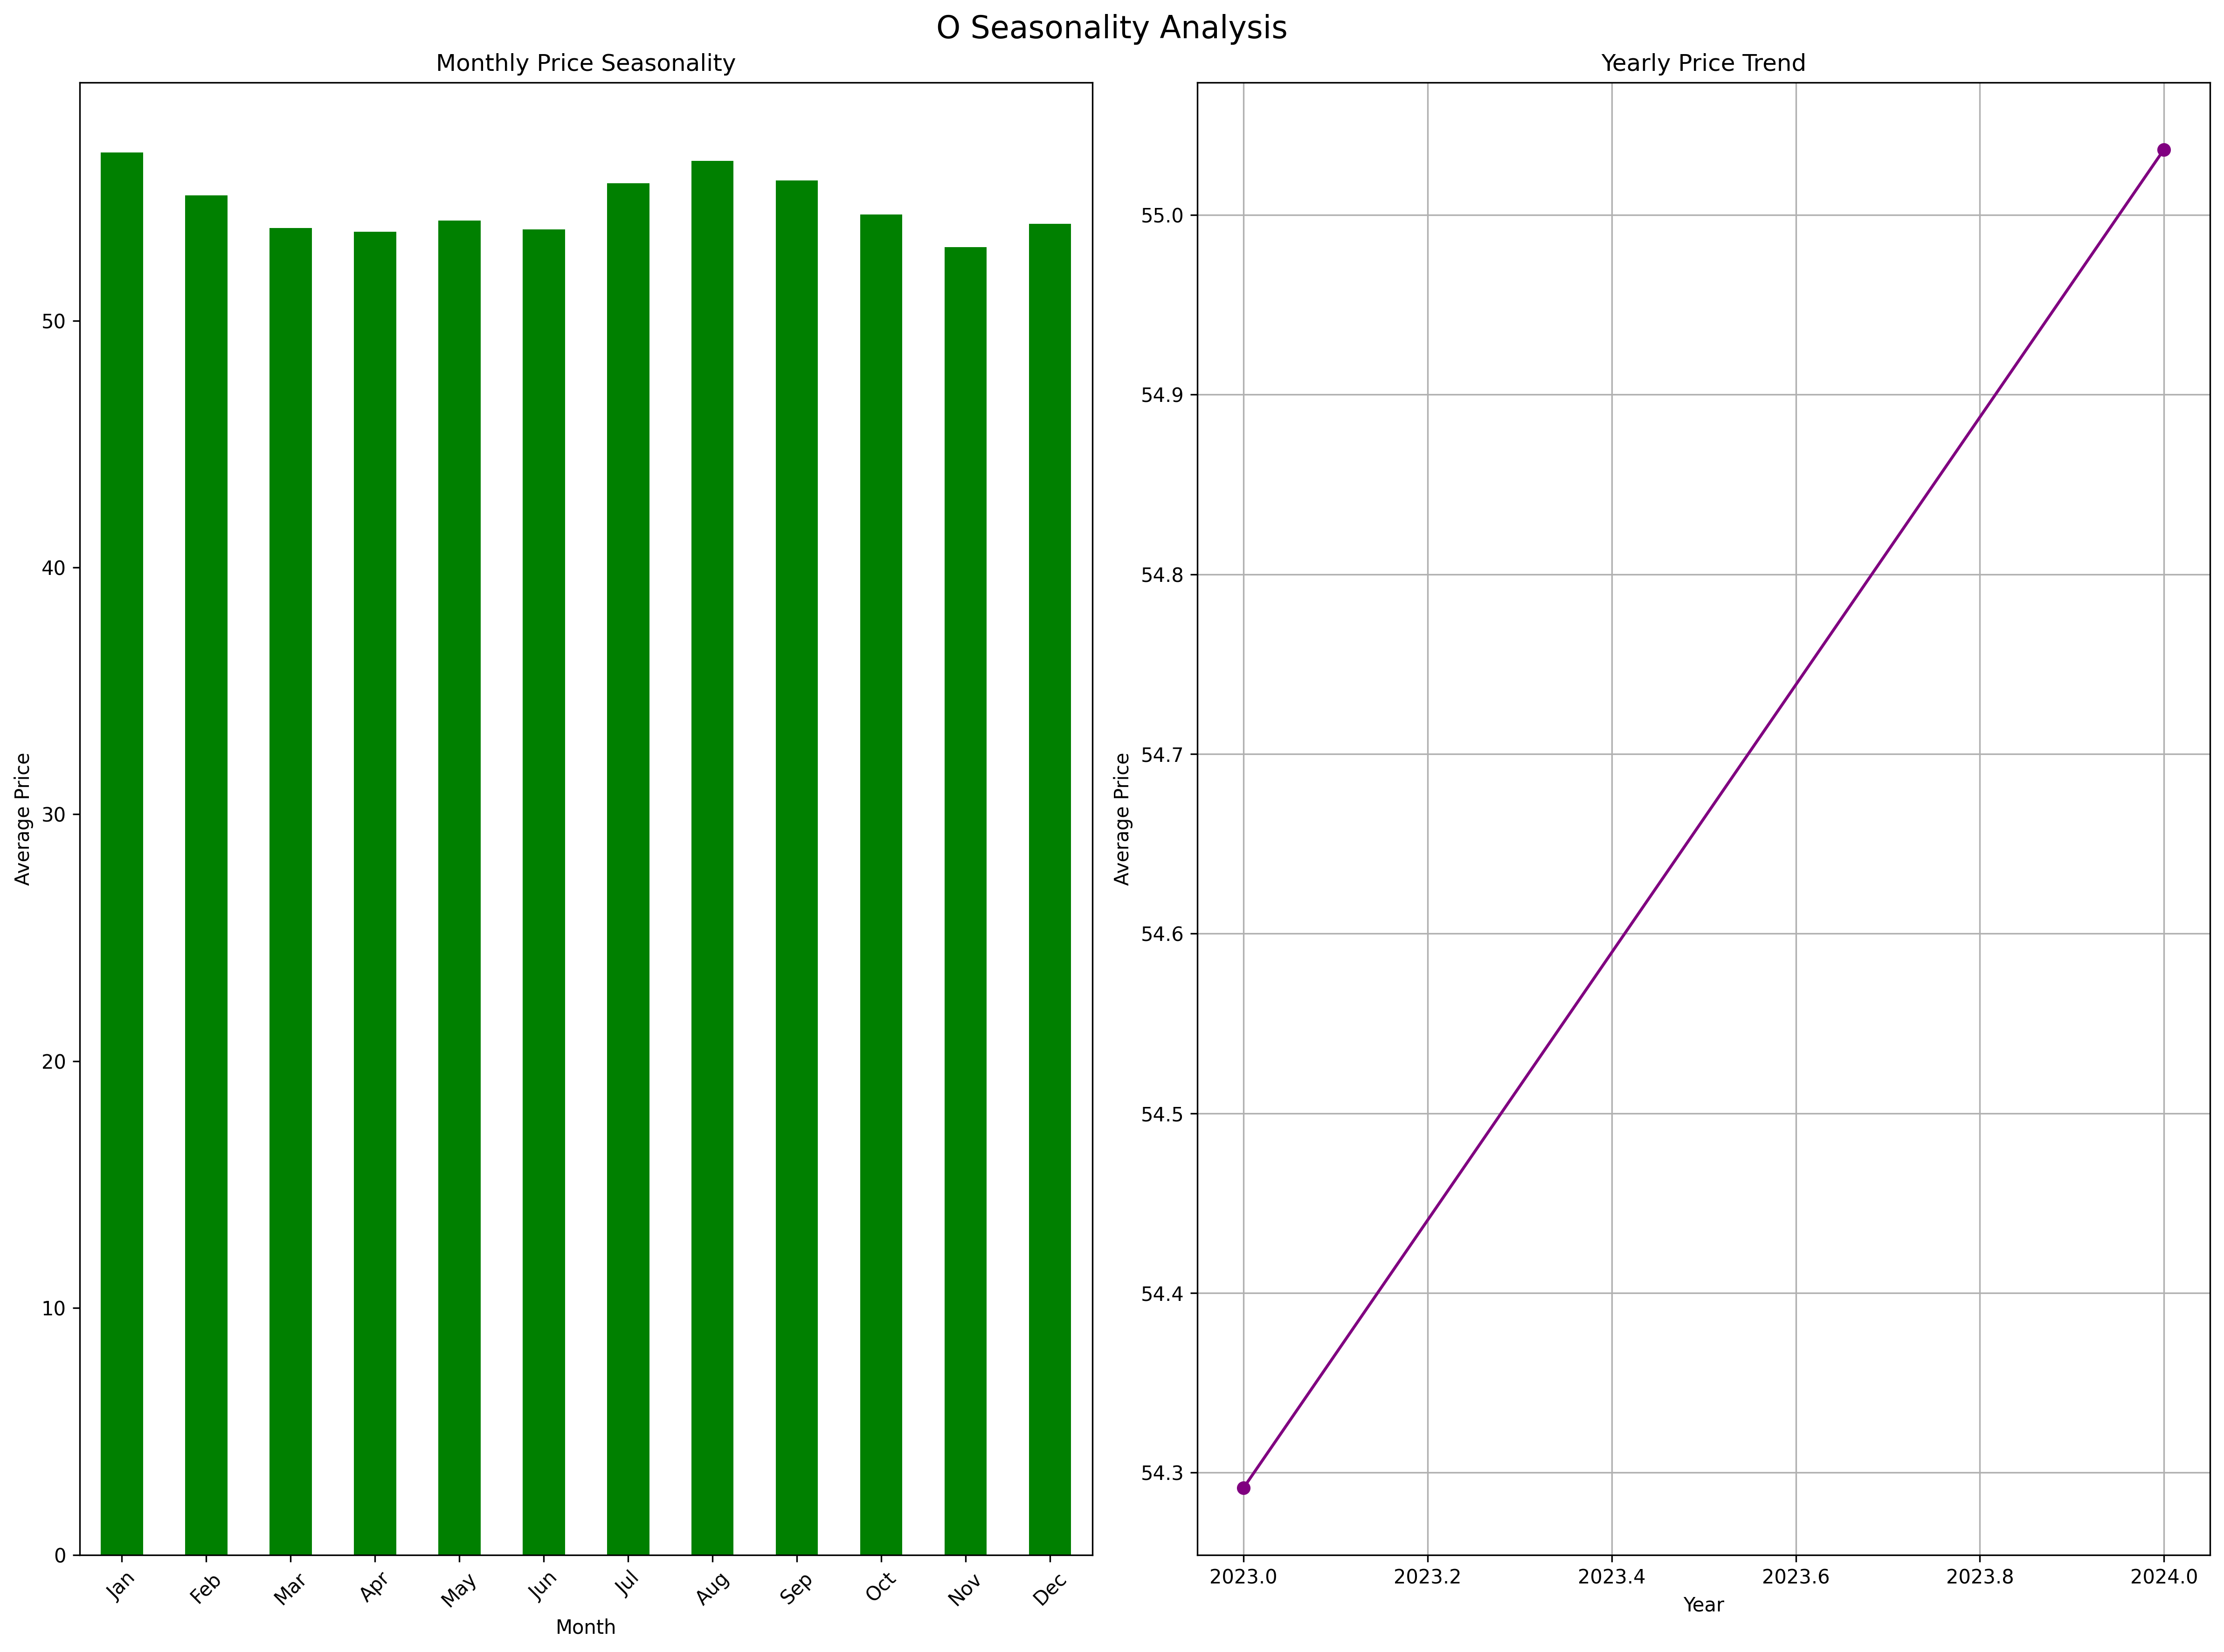 O Seasonality Analysis
Monthly Price Seasonality
Average Price
50
40
30
20
10
0
Jan
Feb
Mar
Apr
May
Jun
Jul
Aug
Sep
Oct
Nov
Dec
Month
Yearly Price Trend
Average Price
55.0
54.9
54.8
54.7
54.6
54.5
54.4
54.3
2023.0
2023.2
2023.4
2023.6
2023.8
2024.0
Year